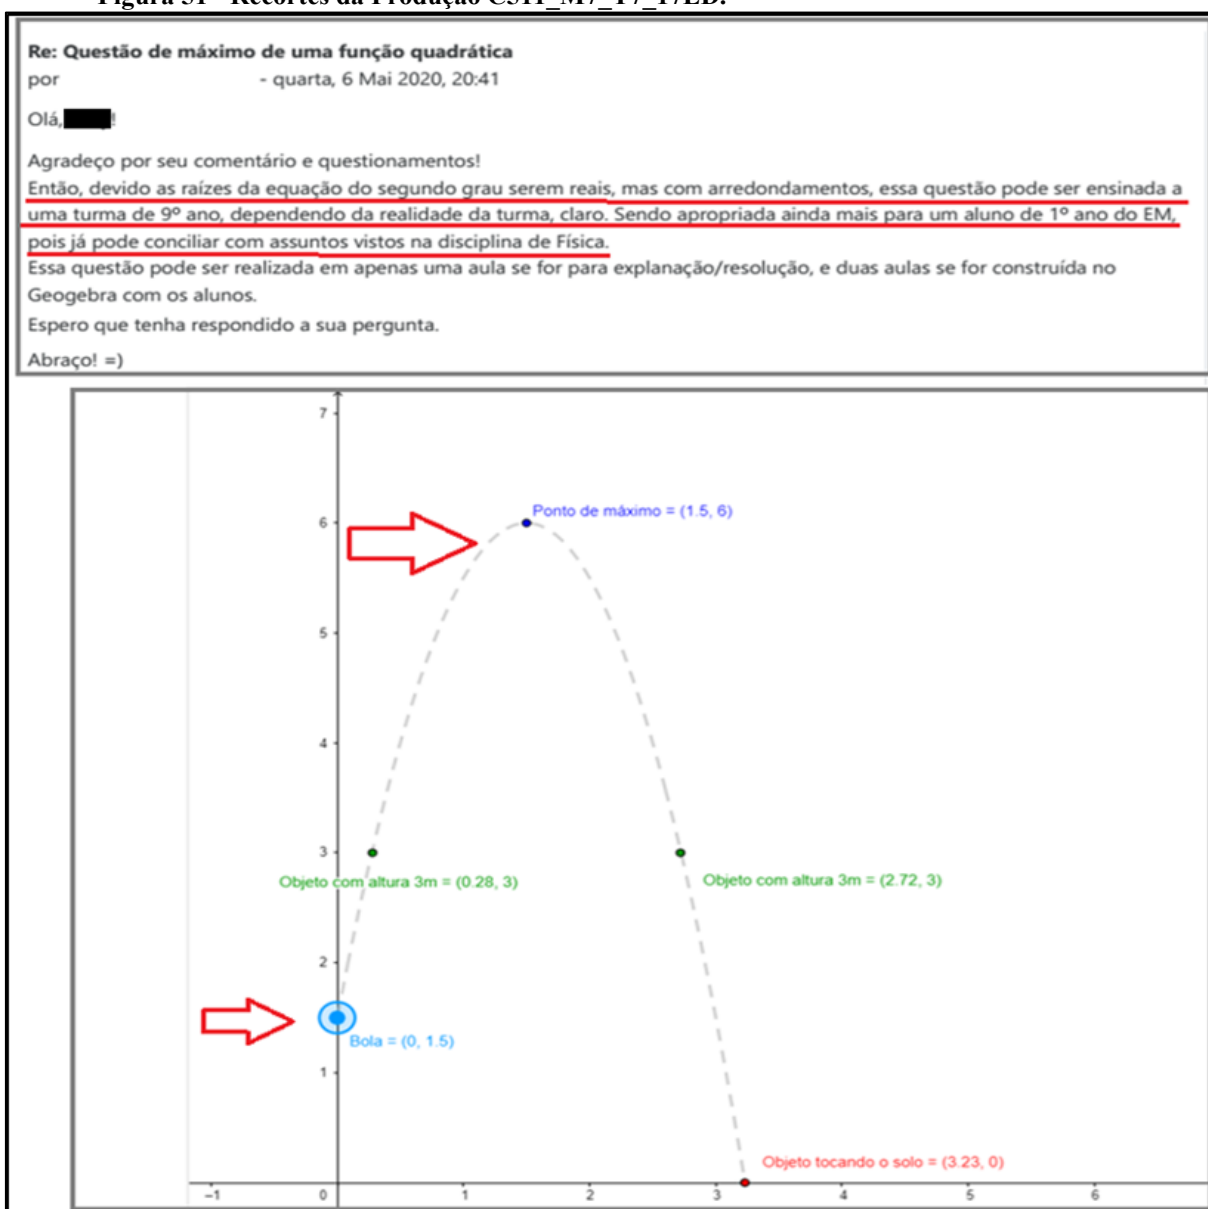 Re: Questão de máximo de uma função quadrática
por - quarta, 6 Mai 2020, 20:41
Olá, !
Agradeço por seu comentário e questionamentos!
Então, devido as raízes da equação do segundo grau serem reais, mas com arredondamentos, essa questão pode ser ensinada a
uma turma de 9º ano, dependendo da realidade da turma, claro. Sendo apropriada ainda mais para um aluno de 1º ano do EM,
pois já pode conciliar com assuntos vistos na disciplina de Física.
Essa questão pode ser realizada em apenas uma aula se for para explanação/resolução, e duas aulas se for construída no
Geogebra com os alunos.
Espero que tenha respondido a sua pergunta.
Abraço! =)
7
Ponto de máximo = (1.5, 6)
6
5
4
3
Objeto com altura 3m = (0.28, 3)
Objeto com altura 3m = (2.72, 3)
2
Bola = (0, 1.5)
1
Objeto tocando o solo = (3.23, 0)
−1 0 1 2 3 4 5 6